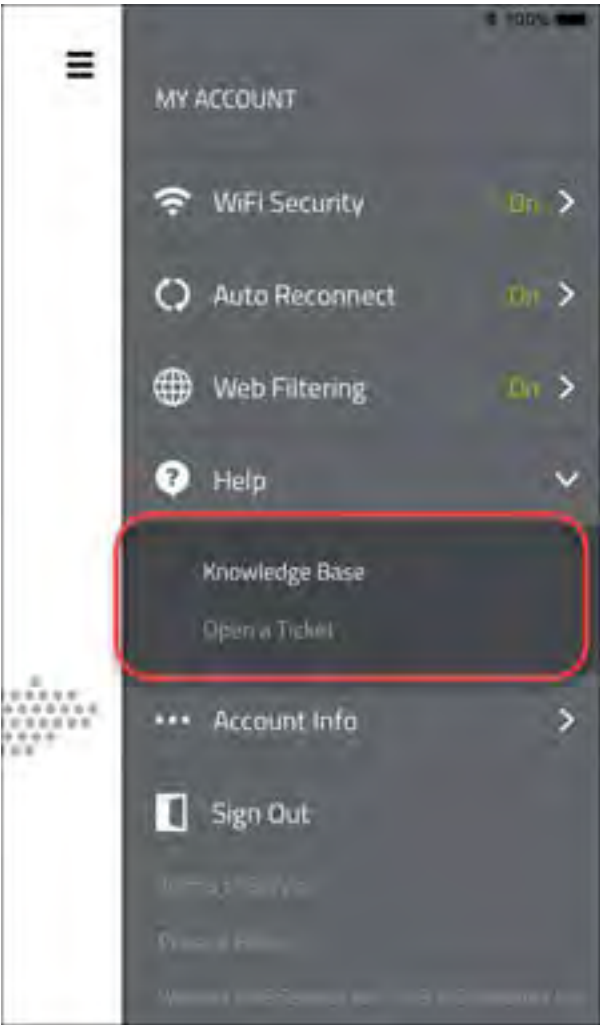 100%
MY ACCOUNT
WiFi Security On
Auto Reconnect On
Web Filtering On
Help
Knowledge Base
Open a Ticket
Account Info
Sign Out